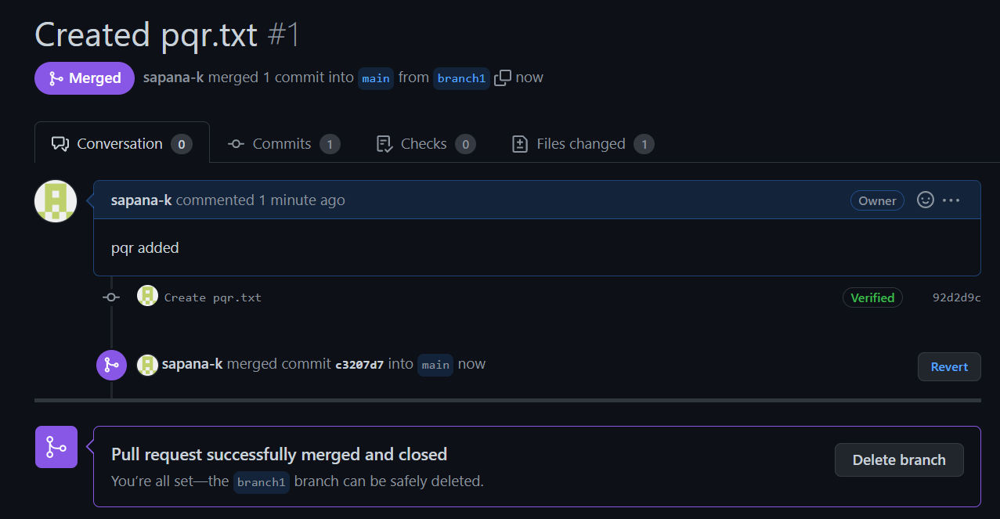 Created pqr.txt #1
Merged sapana-k merged 1 commit into main from branch1 now
Conversation 0 Commits 1 Checks 0 Files changed 1
sapana-k commented 1 minute ago Owner
pqr added
Create pqr.txt Verified 92d2d9c
sapana-k merged commit c3207d7 into main now Revert
Pull request successfully merged and closed
Delete branch
You’re all set—the branch1 branch can be safely deleted.